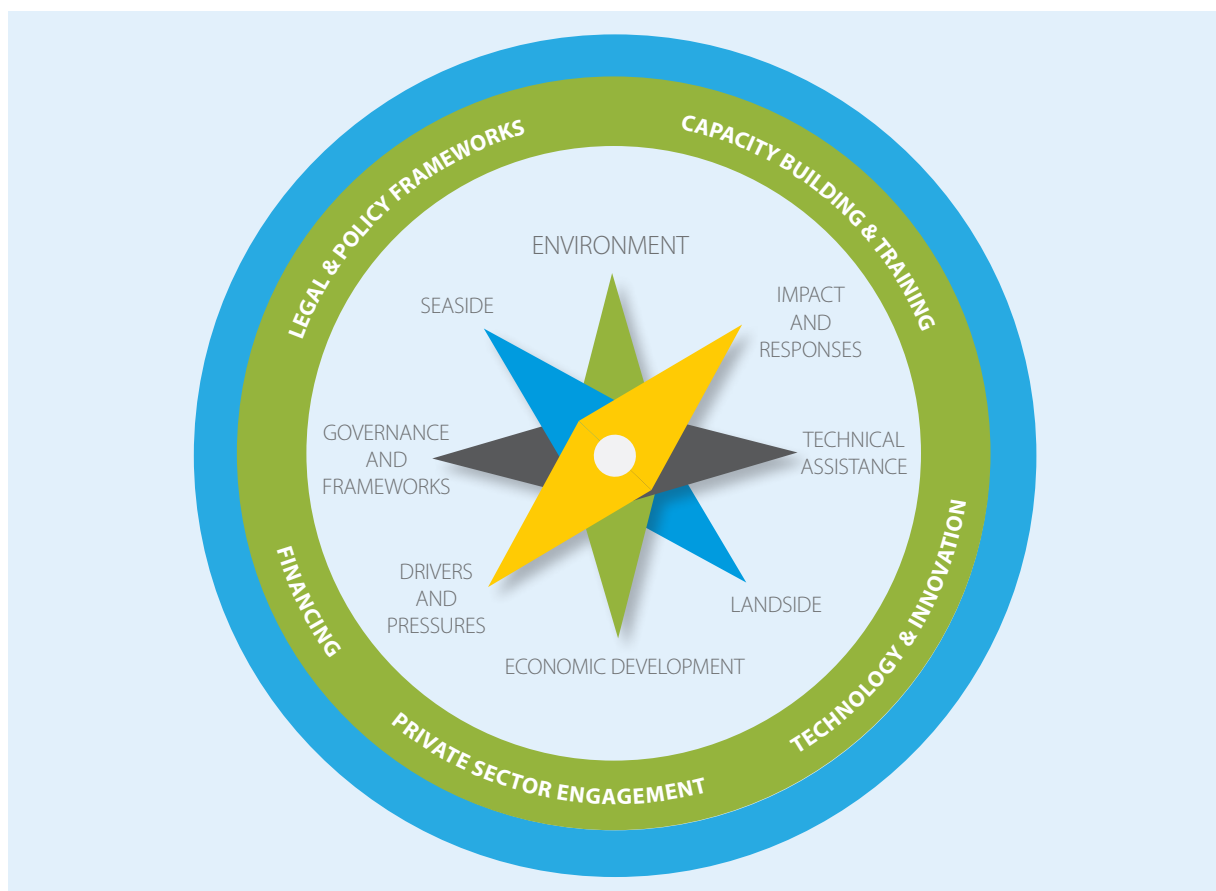 LEGAL & POLICY FRAMEWORKS
CAPACITY BUILDING & TRAINING
ENVIRONMENT
SEASIDE
IMPACT
AND
RESPONSES
GOVERNANCE
AND
FRAMEWORKS
TECHNICAL
ASSISTANCE
DRIVERS
AND
PRESSURES
LANDSIDE
ECONOMIC DEVELOPMENT
FINANCING
TECHNOLOGY & INNOVATION
PRIVATE SECTOR ENGAGEMENT